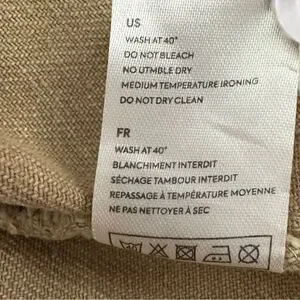 US
WASH AT 40°
DO NOT BLEACH
NO UTMBLE DRY
MEDIUM TEMPERATURE IRONING
DO NOT DRY CLEAN
FR
WASH AT 40°
BLANCHIMENT INTERDIT
SÉCHAGE TAMBOUR INTERDIT
REPASSAGE À TEMPÉRATURE MOYENNE
NE PAS NETTOYER À SEC